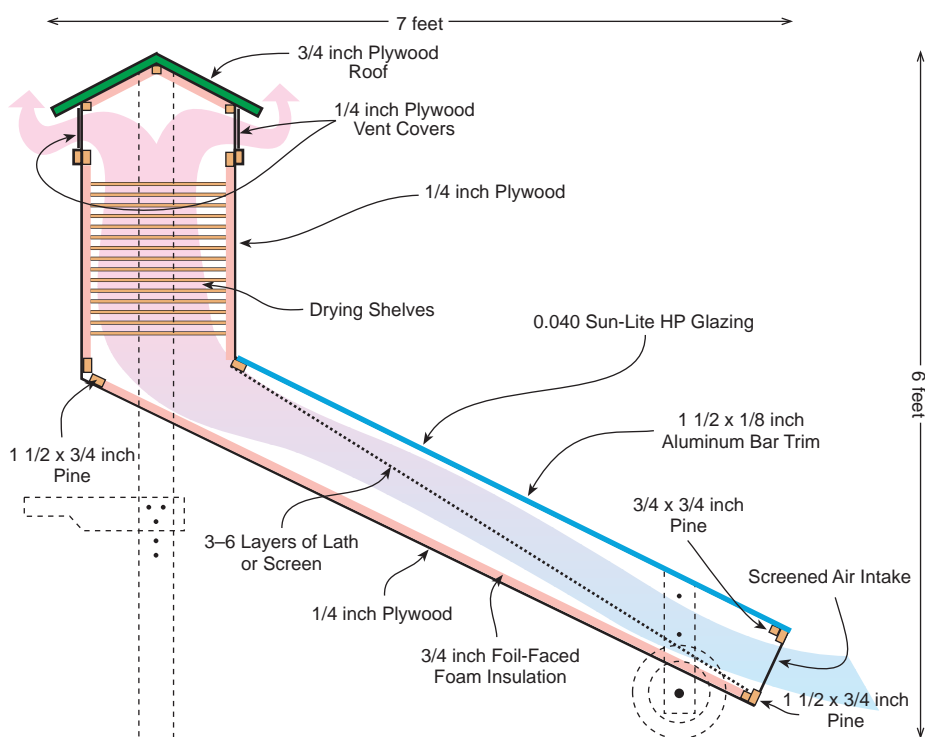 7 feet
3/4 inch Plywood
Roof
1/4 inch Plywood
Vent Covers
1/4 inch Plywood
Drying Shelves
0.040 Sun-Lite HP Glazing
6 feet
1 1/2 x 1/8 inch
Aluminum Bar Trim
1 1/2 x 3/4 inch
Pine
3/4 x 3/4 inch
Pine
3–6 Layers of Lath
or Screen
Screened Air Intake
1/4 inch Plywood
3/4 inch Foil-Faced
Foam Insulation
1 1/2 x 3/4 inch
Pine